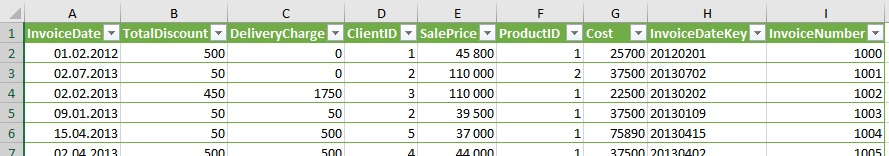 A B C D E F G H I
1 InvoiceDate TotalDiscount DeliveryCharge ClientID SalePrice ProductID Cost InvoiceDateKey InvoiceNumber
2 01.02.2012 500 0 1 45 800 1 25700 20120201 1000
3 02.07.2013 50 0 2 110 000 2 37500 20130702 1001
4 02.02.2013 450 1750 3 110 000 1 22500 20130202 1002
5 09.01.2013 50 50 2 39 500 1 37500 20130109 1003
6 15.04.2013 50 500 5 37 000 1 75890 20130415 1004
7 02.04.2013 500 500 4 44 000 1 37500 20130402 1005